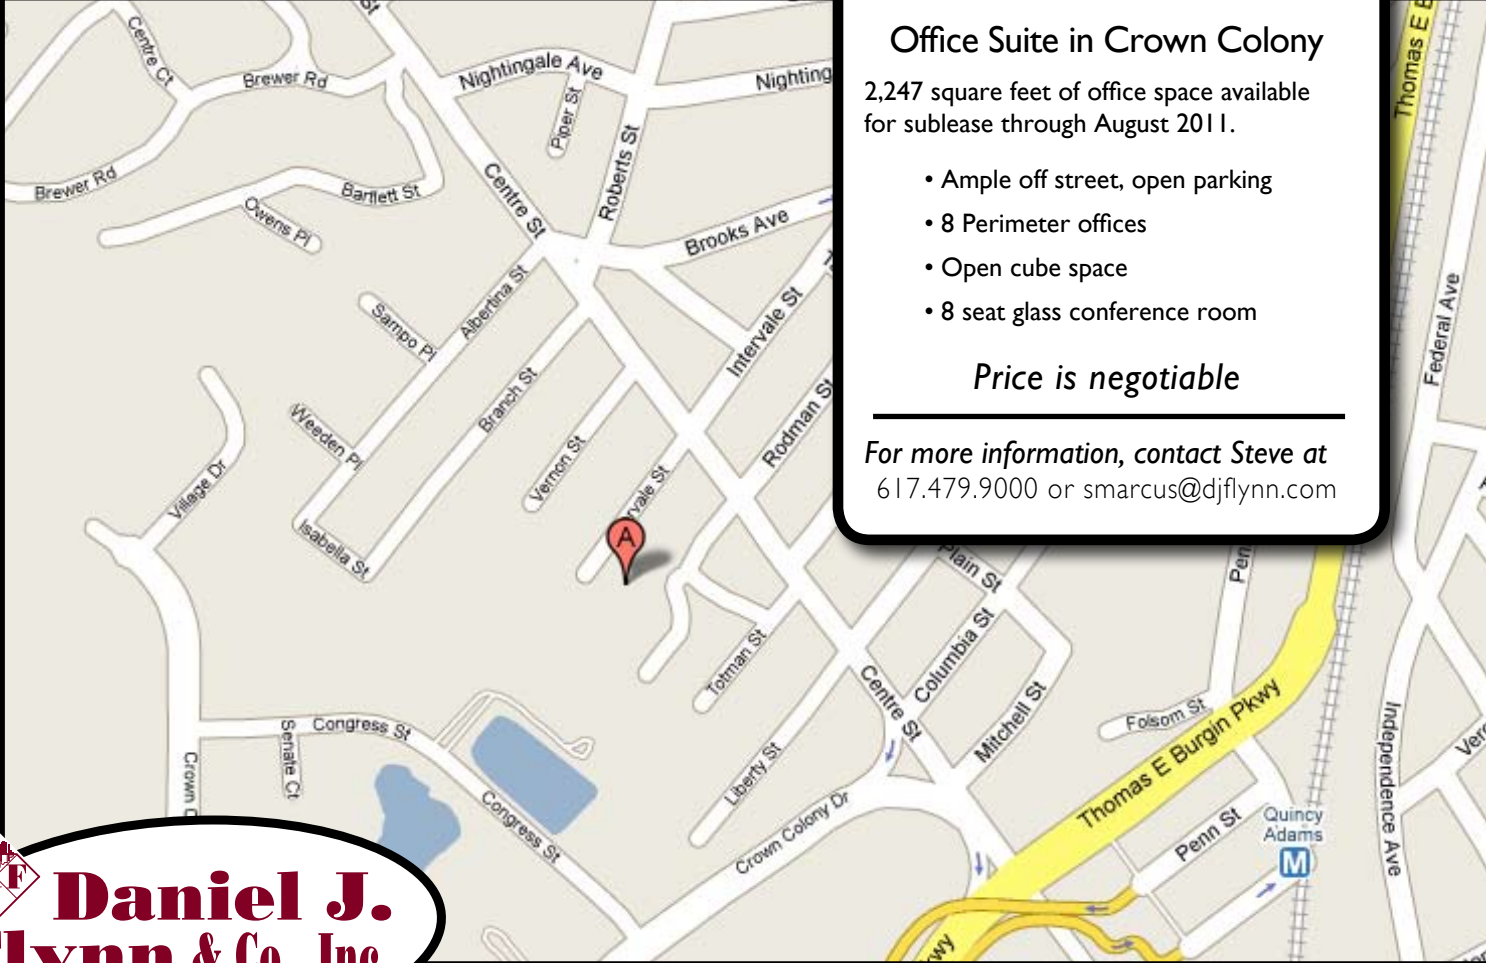 Office Suite in Crown Colony
2,247 square feet of office space available
for sublease through August 2011.
• Ample off street, open parking
• 8 Perimeter offices
• Open cube space
• 8 seat glass conference room
Price is negotiable
For more information, contact Steve at
617.479.9000 or smarcus@djflynn.com
Centre Ct
Brewer Rd
Nightingale Ave
Piper St
Thomas E B
Brewer Rd
Bartlett St
Owens Pl
Centre St
Roberts St
Brooks Ave
Albertina St
Sampo Pl
Intervale St
Federal Ave
Branch St
Rodman St
Weeden Pl
Vernon St
Village Dr
Isabella St
A
Plain St
Columbia St
Totman St
Centre St
Mitchell St
Folsom St
Thomas E Burgin Pkwy
Independence Ave
Congress St
Senate Ct
Liberty St
Crown Colony Dr
Congress St
Penn St
Quincy
Adams
M
Crown
Daniel J.
Flynn & Co., Inc.